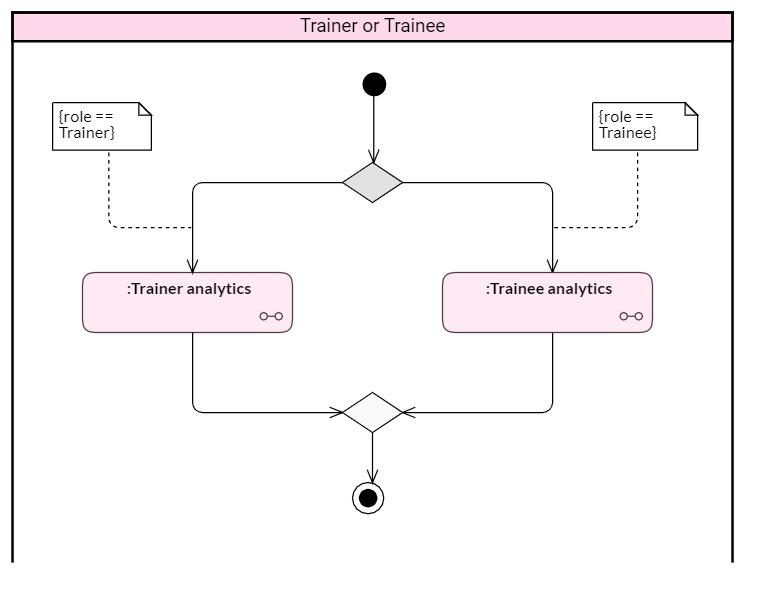 Trainer or Trainee
{role ==
Trainer}
{role ==
Trainee}
:Trainer analytics
:Trainee analytics